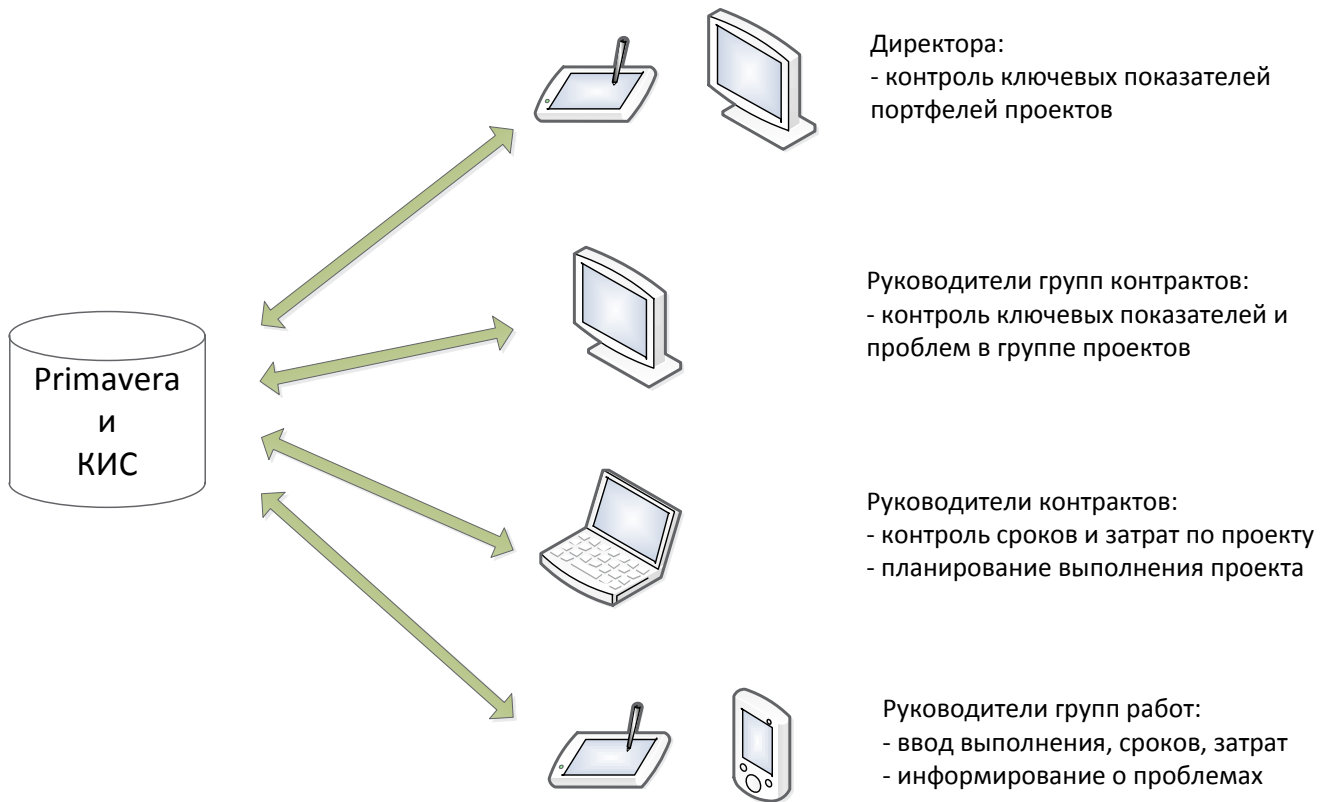 Директора:
- контроль ключевых показателей
портфелей проектов
Руководители групп контрактов:
- контроль ключевых показателей и
проблем в группе проектов
Primavera
и
КИС
Руководители контрактов:
- контроль сроков и затрат по проекту
- планирование выполнения проекта
Руководители групп работ:
- ввод выполнения, сроков, затрат
- информирование о проблемах